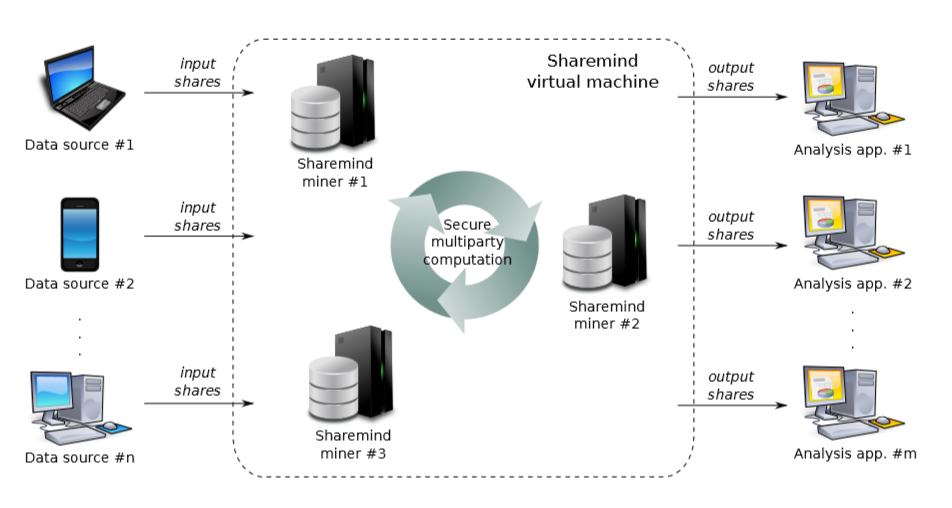 input
shares
Data source #1
Sharemind
miner #1
Sharemind
virtual machine
output
shares
Analysis app. #1
input
shares
Data source #2
Secure
multiparty
computation
Sharemind
miner #2
output
shares
Analysis app. #2
.
.
.
.
.
.
input
shares
Data source #n
Sharemind
miner #3
output
shares
Analysis app. #m